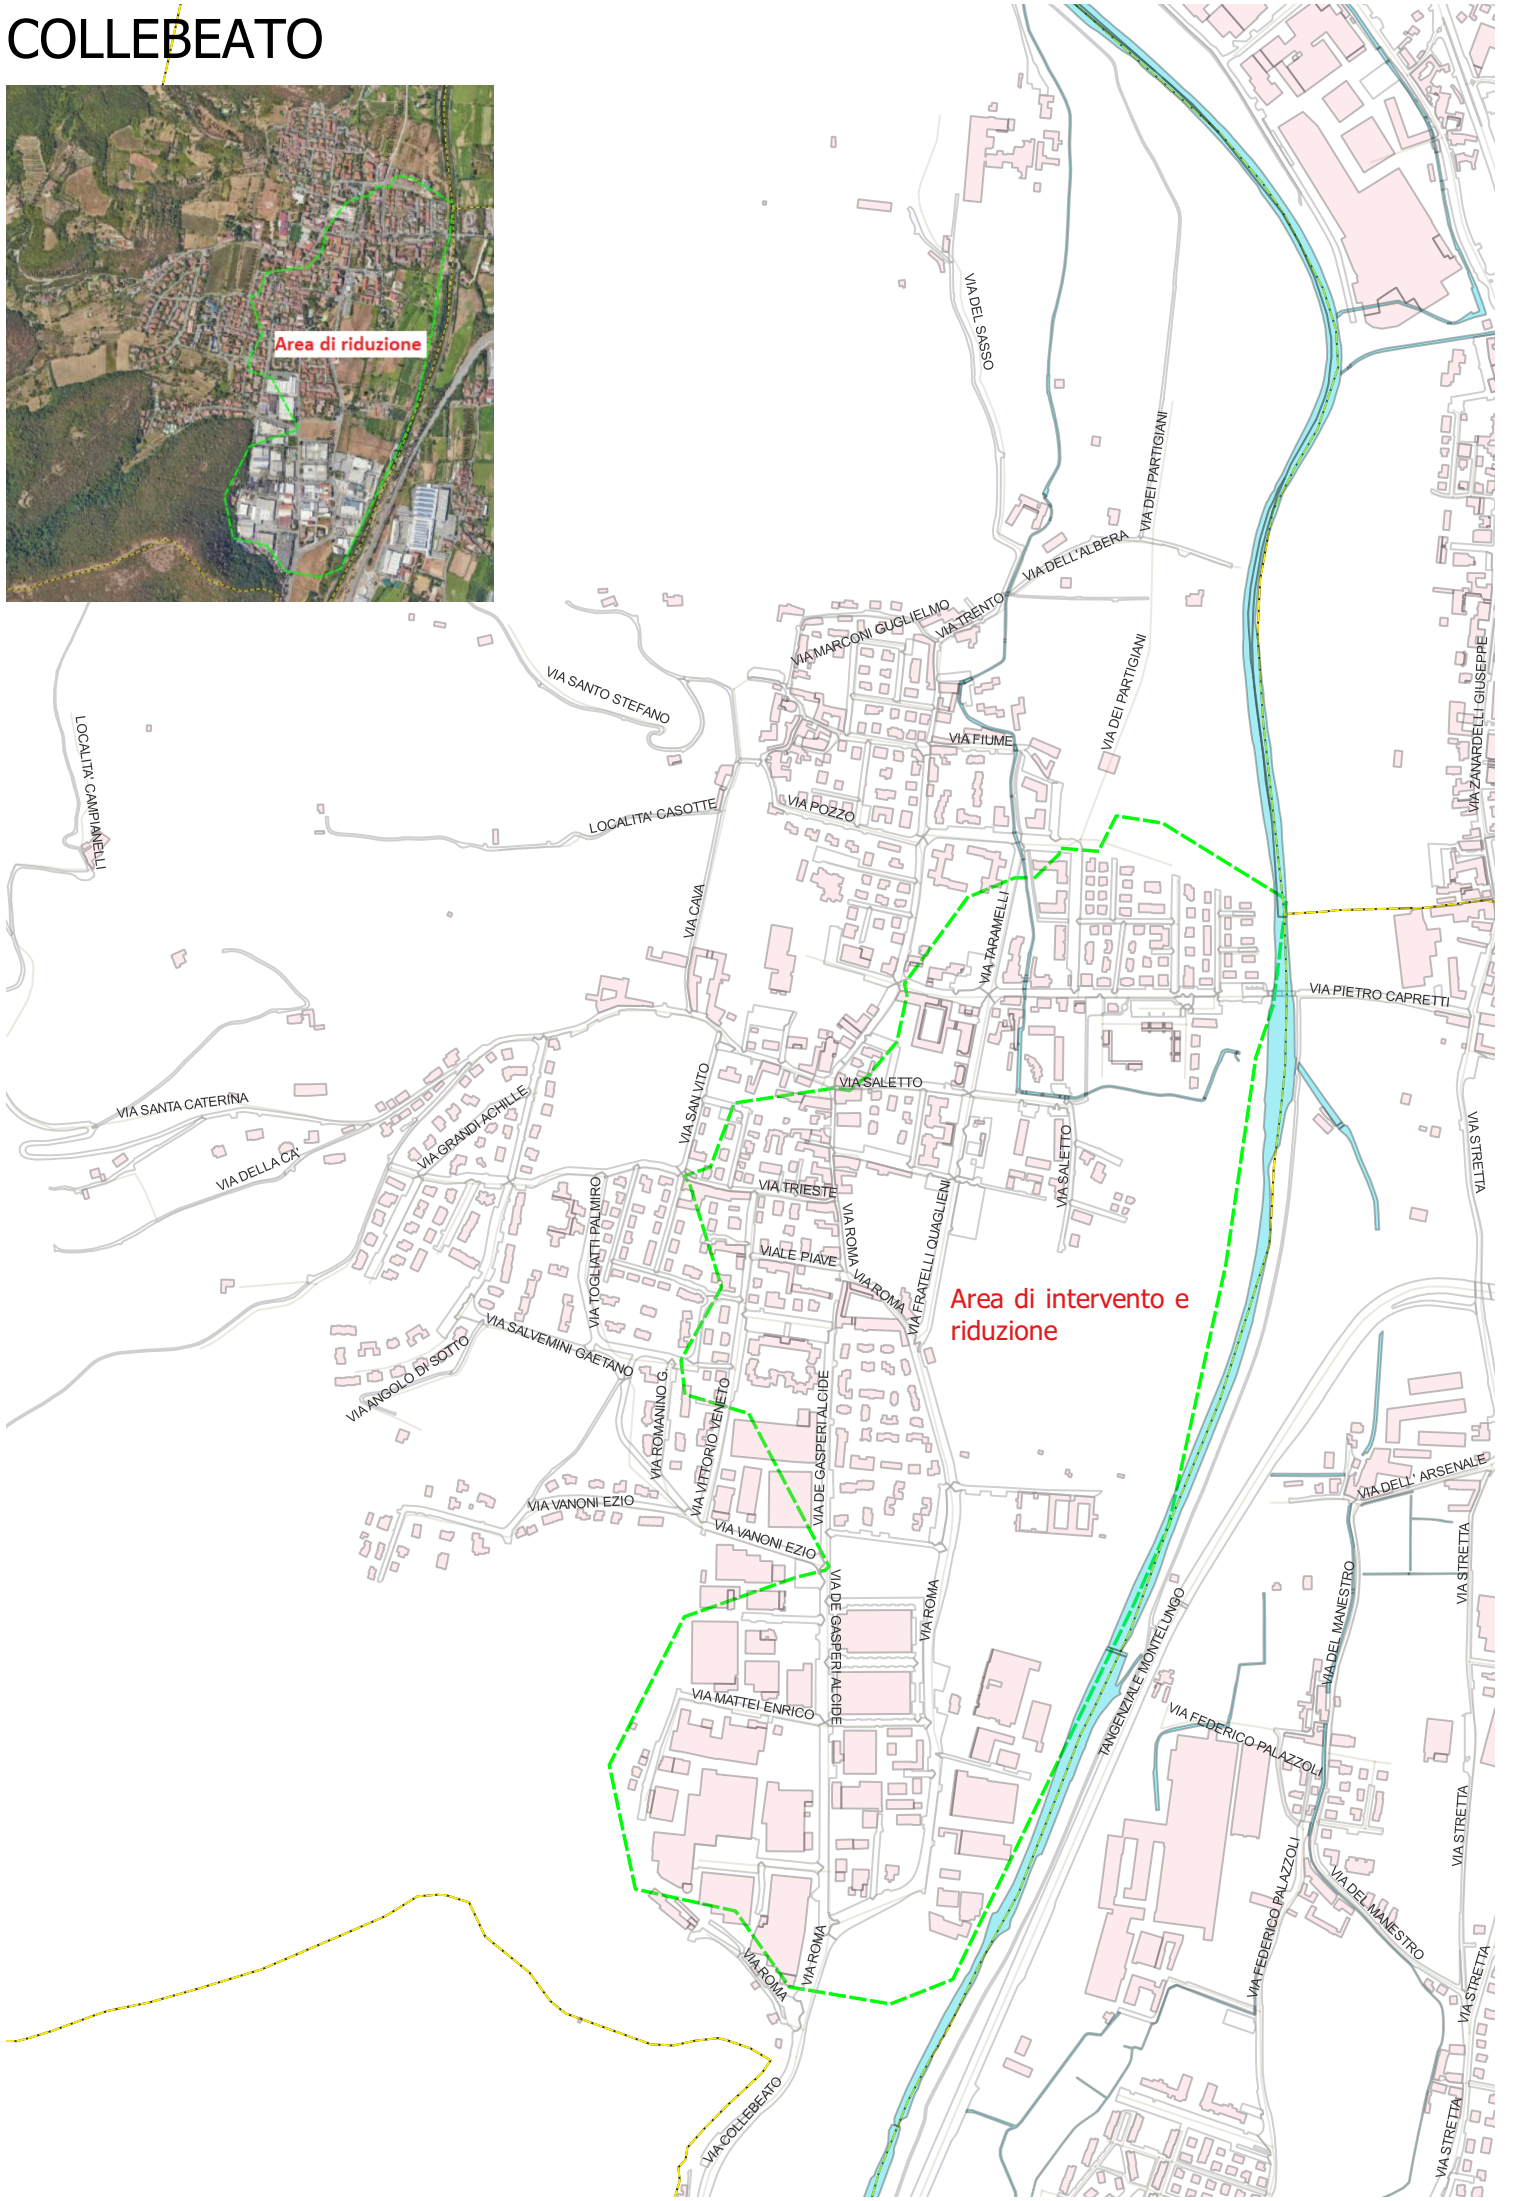 COLLEBEATO
Area di riduzione
VIA DEL SASSO
VIA DEI PARTIGIANI
VIA DELL'ALBERA
VIA MARCONI GUGLIELMO
VIA TRENTO
VIA SANTO STEFANO
VIA DEI PARTIGIANI
VIA ZANARDELLI GIUSEPPE
LOCALITA' CAMPIANELLI
VIA FIUME
LOCALITA' CASOTTE
VIA POZZO
VIA CAVA
VIA TARAMELLI
VIA PIETRO CAPRETTI
VIA SALETTO
VIA SAN VITO
VIA SANTA CATERINA
VIA GRANDI ACHILLE
VIA DELLA CA'
VIA SALETTO
VIA STRETTA
VIA TRIESTE
VIA TOGLIATTI PALMIRO
VIA ROMA
VIA FRATELLI QUAGLIENI
VIALE PIAVE
VIA ROMA
Area di intervento e
riduzione
VIA SALVEMINI GAETANO
VIA ANGOLO DI SOTTO
VIA ROMANINO G.
VIA VITTORIO VENETO
VIA DE GASPERI ALCIDE
VIA DELL' ARSENALE
VIA VANONI EZIO
VIA VANONI EZIO
VIA STRETTA
VIA DE GASPERI ALCIDE
VIA ROMA
VIA DEL MANESTRO
TANGENZIALE MONTELUNGO
VIA MATTEI ENRICO
VIA FEDERICO PALAZZOLI
VIA STRETTA
VIA FEDERICO PALAZZOLI
VIA DEL MANESTRO
VIA ROMA
VIA ROMA
VIA STRETTA
VIA COLLEBEATO
VIA STRETTA